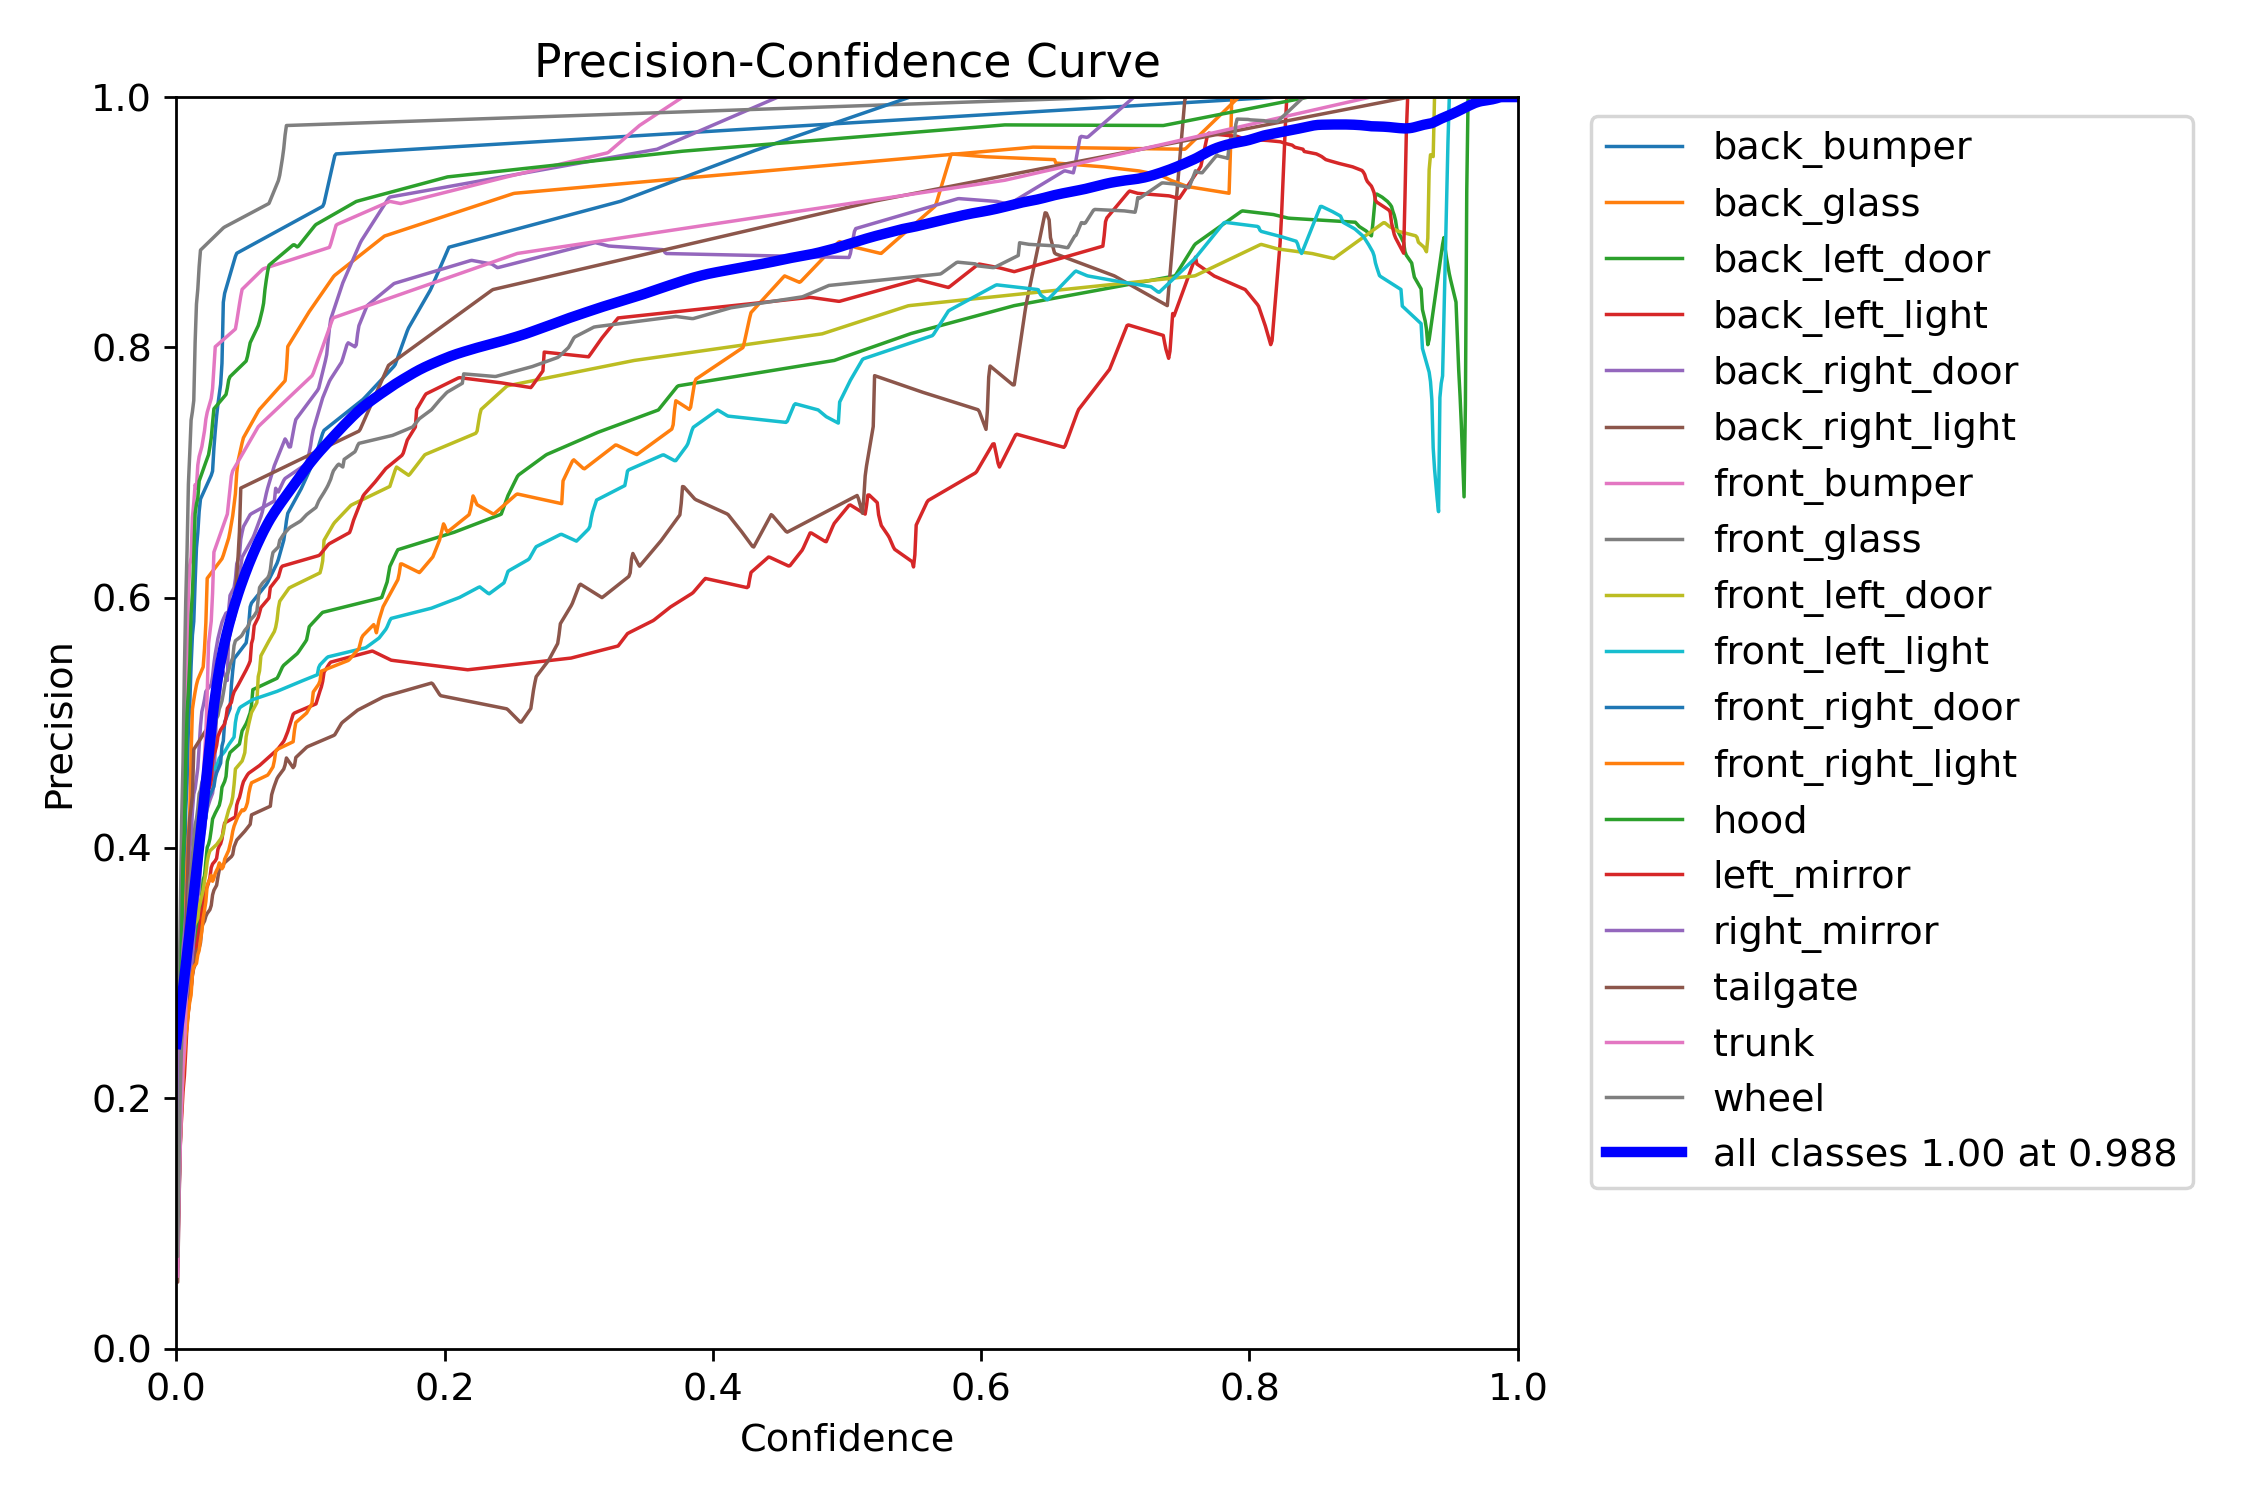 Precision-Confidence Curve
1.0
0.8
0.6
0.4
0.2
0.0
Precision
0.0 0.2 0.4 0.6 0.8 1.0
Confidence
back_bumper
back_glass
back_left_door
back_left_light
back_right_door
back_right_light
front_bumper
front_glass
front_left_door
front_left_light
front_right_door
front_right_light
hood
left_mirror
right_mirror
tailgate
trunk
wheel
all classes 1.00 at 0.988